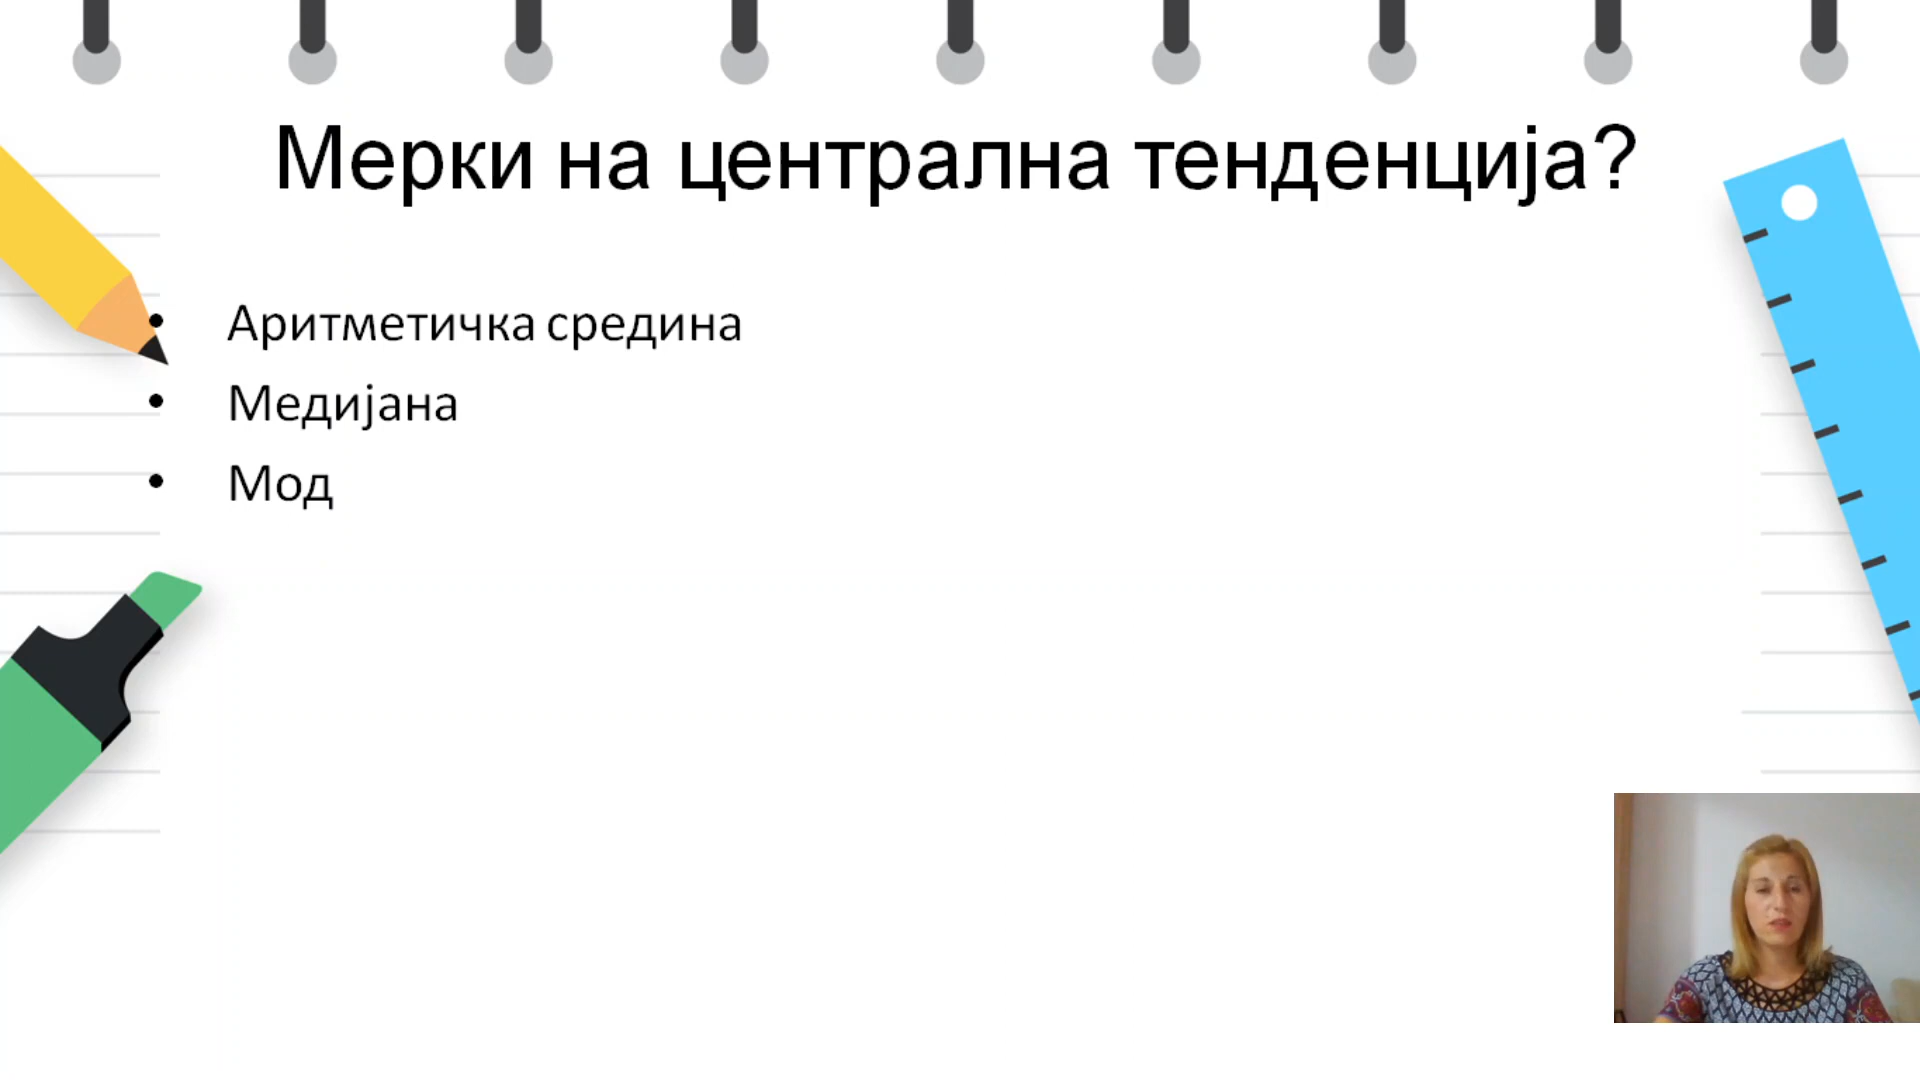 Мерки на централна тенденција?
• Аритметичка средина
• Медијана
• Мод